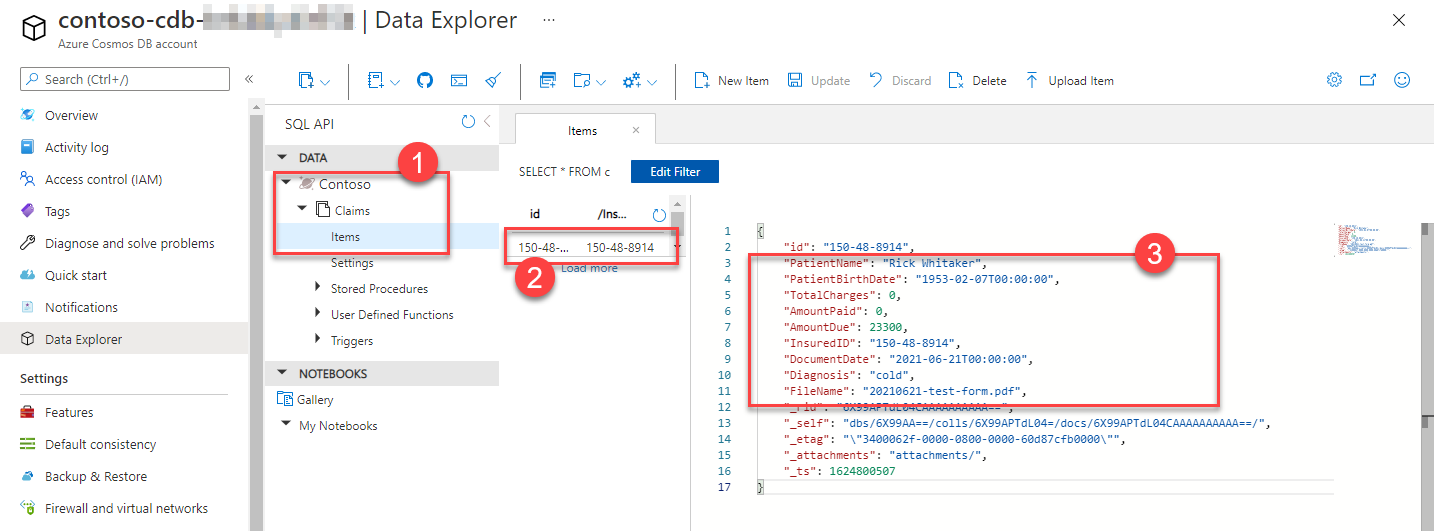 contoso-cdb- | Data Explorer ...
Azure Cosmos DB account
Search (Ctrl+/)
«
Overview
Activity log
Access control (IAM)
Tags
Diagnose and solve problems
Quick start
Notifications
Data Explorer
Settings
Features
Default consistency
Backup & Restore
Firewall and virtual networks
New Item
Update
Discard
Delete
Upload Item
SQL API
DATA
1
Contoso
Claims
Items
Settings
Stored Procedures
User Defined Functions
Triggers
NOTEBOOKS
Gallery
My Notebooks
Items
SELECT * FROM c
Edit Filter
id /Ins...
150-48-... 150-48-8914
2
Load more
3
1 {
2 "id": "150-48-8914",
3 "PatientName": "Rick Whitaker",
4 "PatientBirthDate": "1953-02-07T00:00:00",
5 "TotalCharges": 0,
6 "AmountPaid": 0,
7 "AmountDue": 23300,
8 "InsuredID": "150-48-8914",
9 "DocumentDate": "2021-06-21T00:00:00",
10 "Diagnosis": "cold",
11 "FileName": "20210621-test-form.pdf",
12 "_rid": "6X99APTdL04CAAAAAAAAAA==",
13 "_self": "dbs/6X99AA==/colls/6X99APTdL04=/docs/6X99APTdL04CAAAAAAAAAA==/",
14 "_etag": "\"3400062f-0000-0800-0000-60d87cfb0000\"",
15 "_attachments": "attachments/",
16 "_ts": 1624800507
17 }